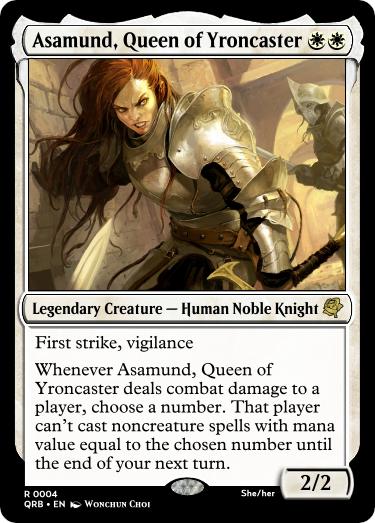 Asamund, Queen of Yroncaster
Legendary Creature — Human Noble Knight
First strike, vigilance
Whenever Asamund, Queen of
Yroncaster deals combat damage to a
player, choose a number. That player
can't cast noncreature spells with mana
value equal to the chosen number until
the end of your next turn.
2/2
R 0004
She/her
QRB • EN Wonchun Choi